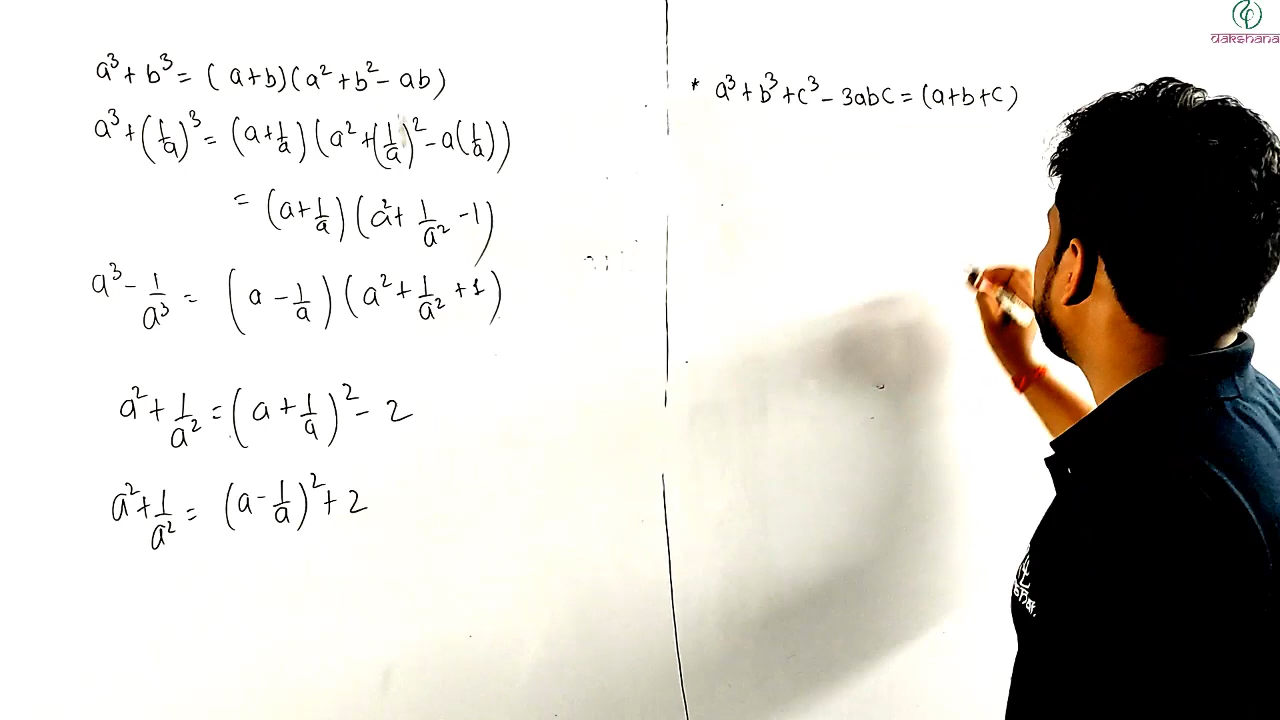 a³ + b³ = (a+b)(a² + b² - ab)
a³ + (1/a)³ = (a + 1/a)(a² + (1/a)² - a(1/a))
= (a + 1/a)(a² + 1/a² - 1)
a³ - 1/a³ = (a - 1/a)(a² + 1/a² + 1)
a² + 1/a² = (a + 1/a)² - 2
a² + 1/a² = (a - 1/a)² + 2
* a³ + b³ + c³ - 3abc = (a+b+c)
dakshana